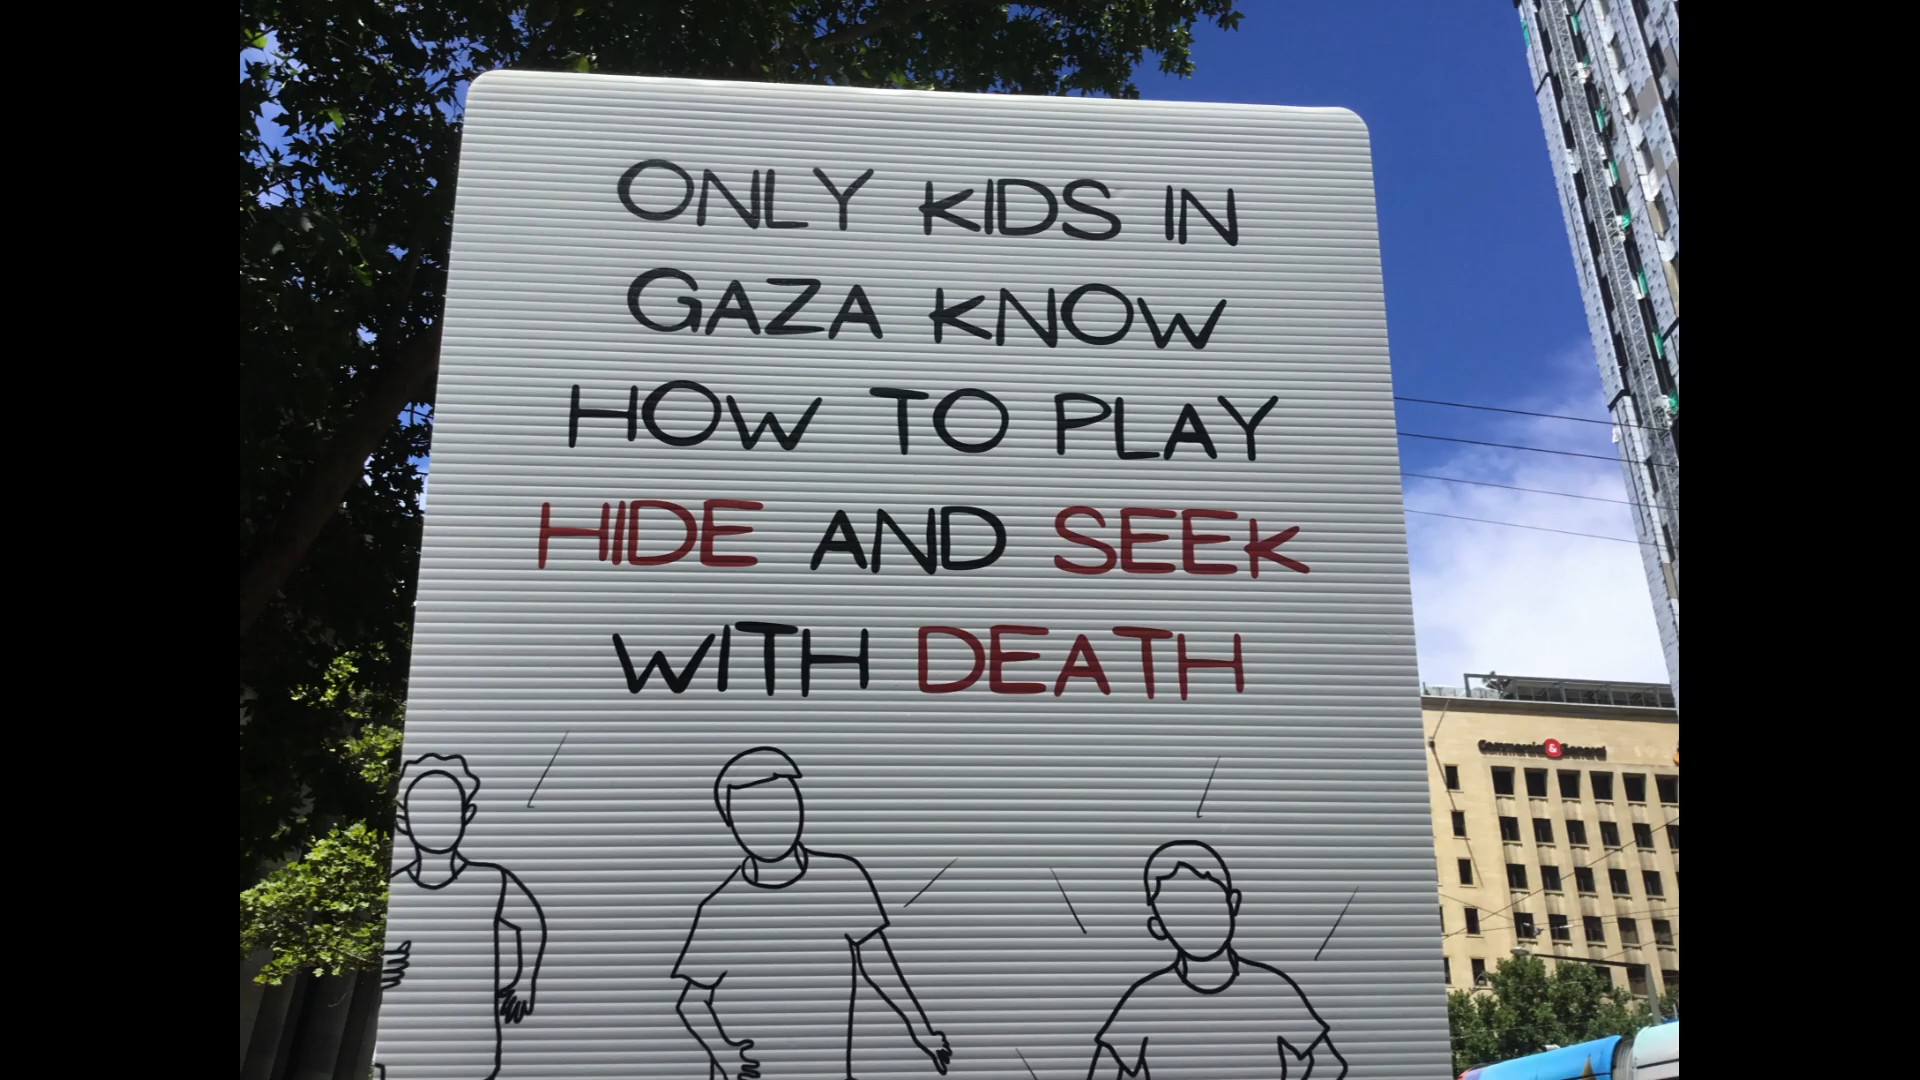 ONLY KIDS IN
GAZA KNOW
HOW TO PLAY
HIDE AND SEEK
WITH DEATH
Commercial & General